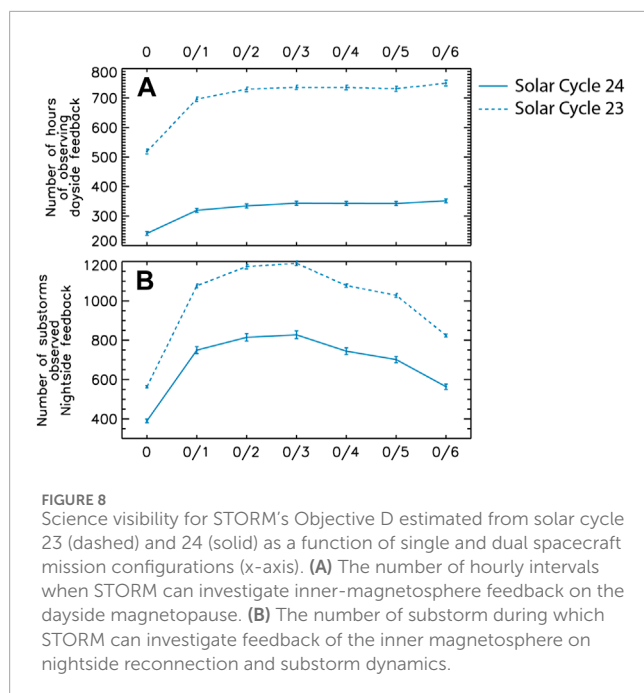 0 0/1 0/2 0/3 0/4 0/5 0/6
A
Number of hours
of observing
dayside feedback
800
700
600
500
400
300
200
Solar Cycle 24
Solar Cycle 23
B
Number of substorms
observed
Nightside feedback
1200
1000
800
600
400
0 0/1 0/2 0/3 0/4 0/5 0/6
FIGURE 8
Science visibility for STORM's Objective D estimated from solar cycle
23 (dashed) and 24 (solid) as a function of single and dual spacecraft
mission configurations (x-axis). (A) The number of hourly intervals
when STORM can investigate inner-magnetosphere feedback on the
dayside magnetopause. (B) The number of substorm during which
STORM can investigate feedback of the inner magnetosphere on
nightside reconnection and substorm dynamics.